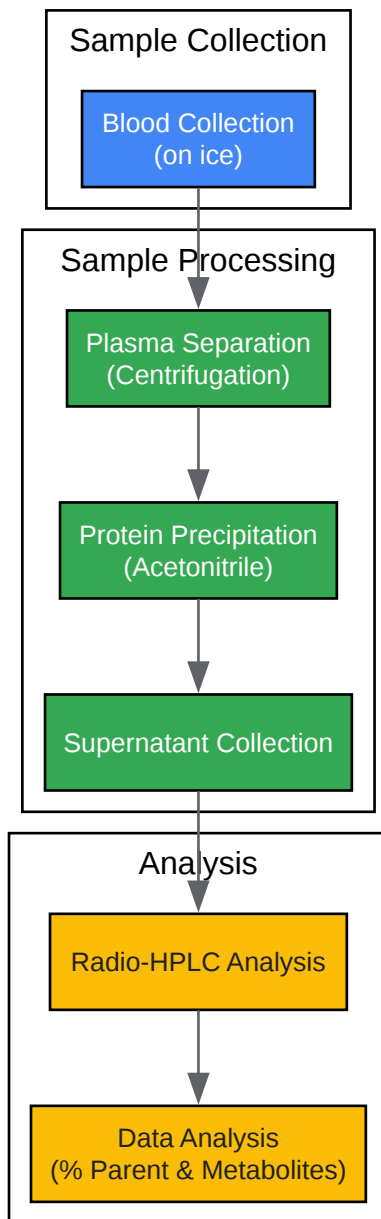 Sample Collection
Blood Collection
(on ice)
Sample Processing
Plasma Separation
(Centrifugation)
Protein Precipitation
(Acetonitrile)
Supernatant Collection
Analysis
Radio-HPLC Analysis
Data Analysis
(% Parent & Metabolites)